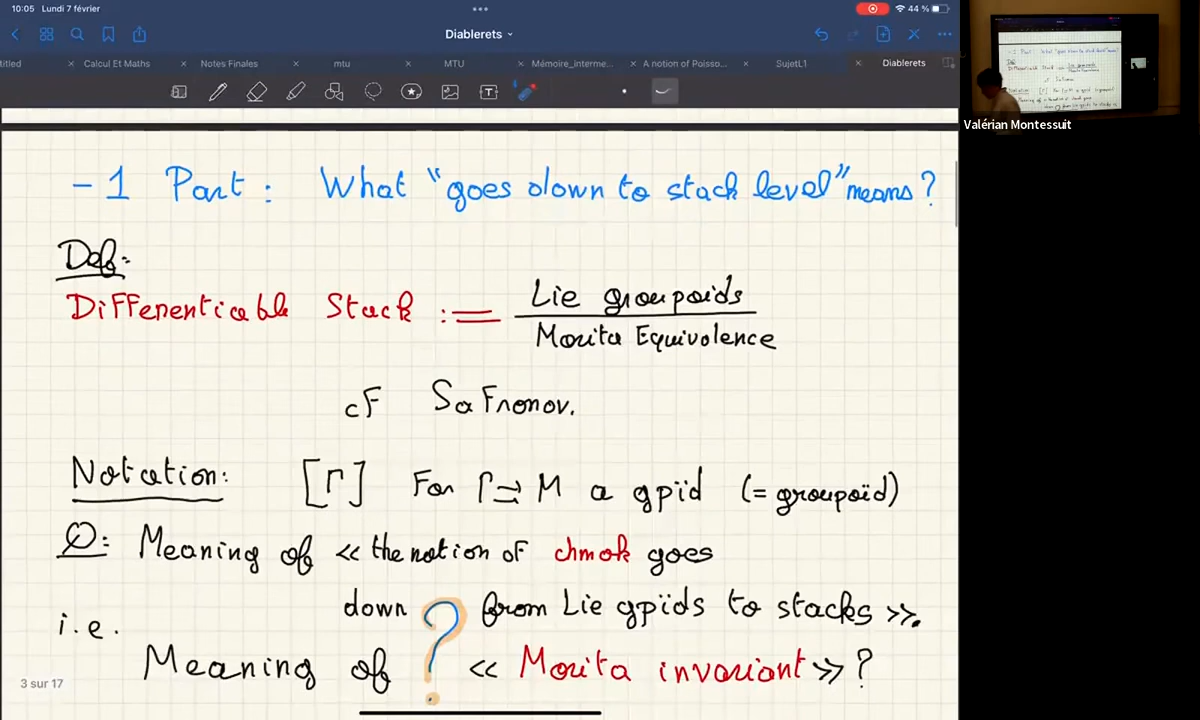 10:05 Lundi 7 février
44 %
Diablerets
titled
Calcul Et Maths
Notes Finales
mtu
MTU
Mémoire_interme...
A notion of Poisso...
SujetL1
Diablerets
Valérian Montessuit
-1 Part: What "goes down to stack level" means?
Def:
Differentiable Stack := Lie groupoids
Morita Equivalence
cF Safronov.
Notation: [Γ] For Γ⇉M a gpïd (= groupoïd)
Q: Meaning of << the notion of chmok goes
down from Lie gpïds to stacks >>.
i.e.
Meaning of ? << Morita invariant >> ?
3 sur 17